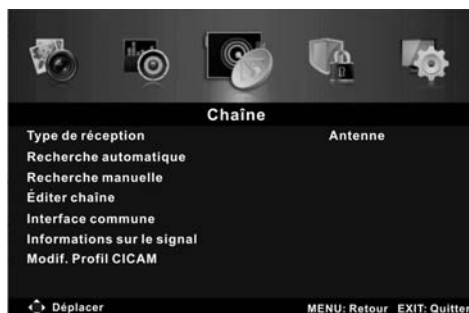 Chaîne
Type de réception Antenne
Recherche automatique
Recherche manuelle
Éditer chaîne
Interface commune
Informations sur le signal
Modif. Profil CICAM
Déplacer MENU: Retour EXIT: Quitter